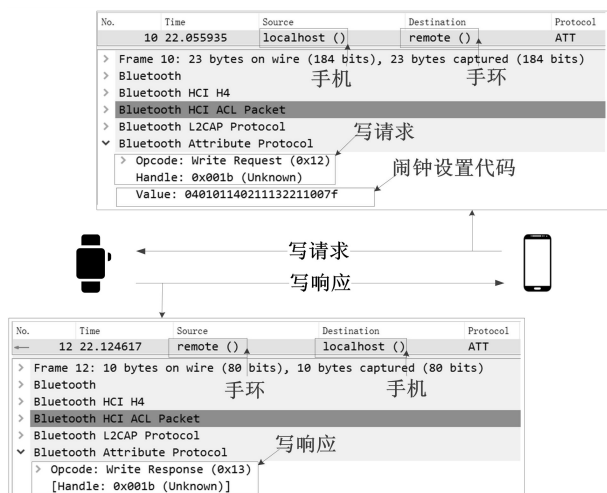 No. Time Source Destination Protocol
10 22.055935 localhost () remote () ATT
> Frame 10: 23 bytes on wire (184 bits), 23 bytes captured (184 bits)
> Bluetooth
手机 手环
> Bluetooth HCI H4
> Bluetooth HCI ACL Packet
> Bluetooth L2CAP Protocol
写请求
Bluetooth Attribute Protocol
> Opcode: Write Request (0x12)
Handle: 0x001b (Unknown)
闹钟设置代码
Value: 040101140211132211007f
写请求
写响应
No. Time Source Destination Protocol
12 22.124617 remote () localhost () ATT
> Frame 12: 10 bytes on wire (80 bits), 10 bytes captured (80 bits)
> Bluetooth
手环 手机
> Bluetooth HCI H4
> Bluetooth HCI ACL Packet
> Bluetooth L2CAP Protocol
写响应
Bluetooth Attribute Protocol
> Opcode: Write Response (0x13)
[Handle: 0x001b (Unknown)]